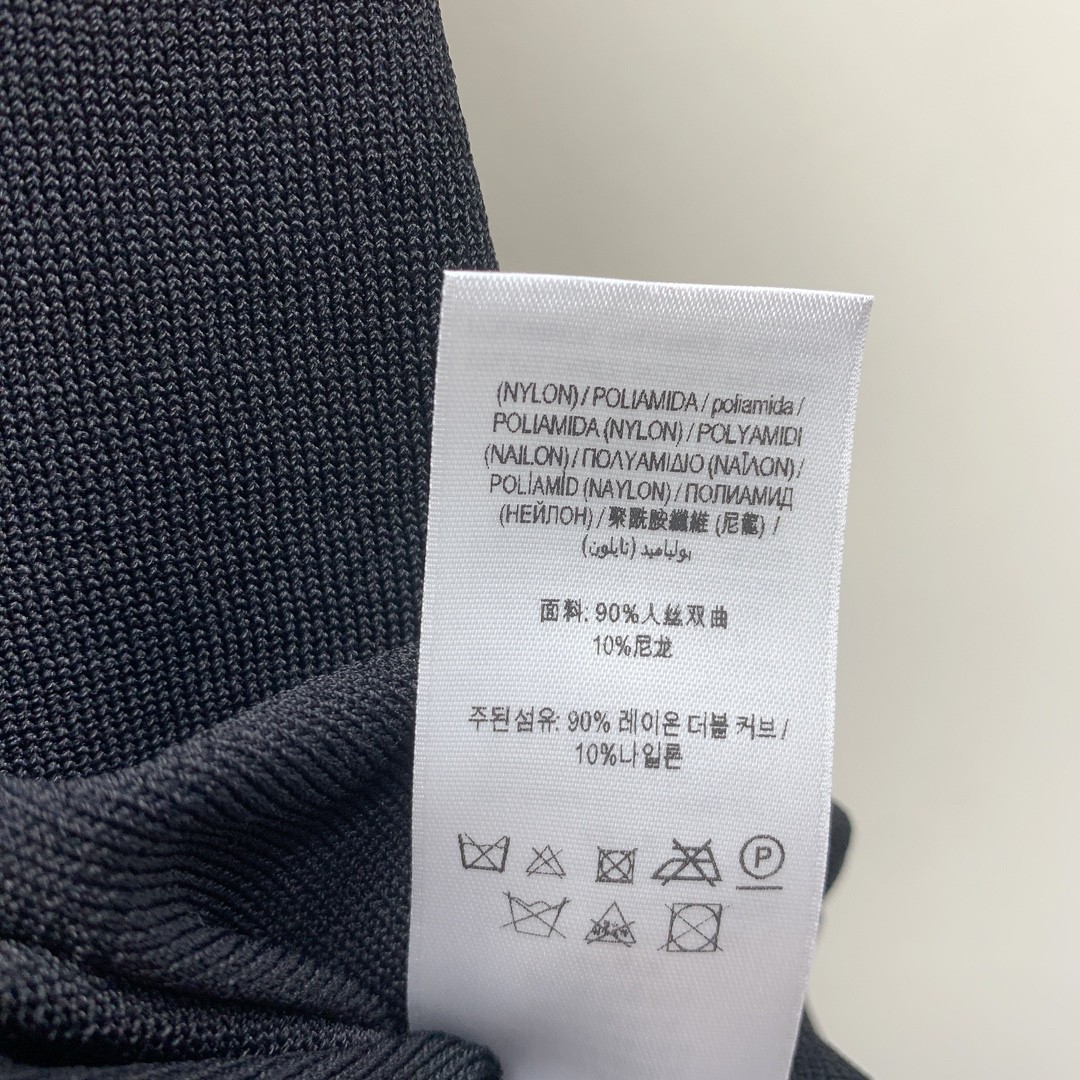 (NYLON) / POLIAMIDA / poliamida /
POLIAMIDA (NYLON) / POLYAMIDI
(NAILON) / ΠΟΛΥΑΜΙΔΙΟ (ΝΑΪΛΟΝ) /
POLİAMİD (NAYLON) / ПОЛИАМИД
(НЕЙЛОН) / 聚酰胺纖維 (尼龍) /
بولياميد (نايلون)
面料: 90%人丝双曲
10%尼龙
주된섬유: 90% 레이온 더블 커브 /
10%나일론
P